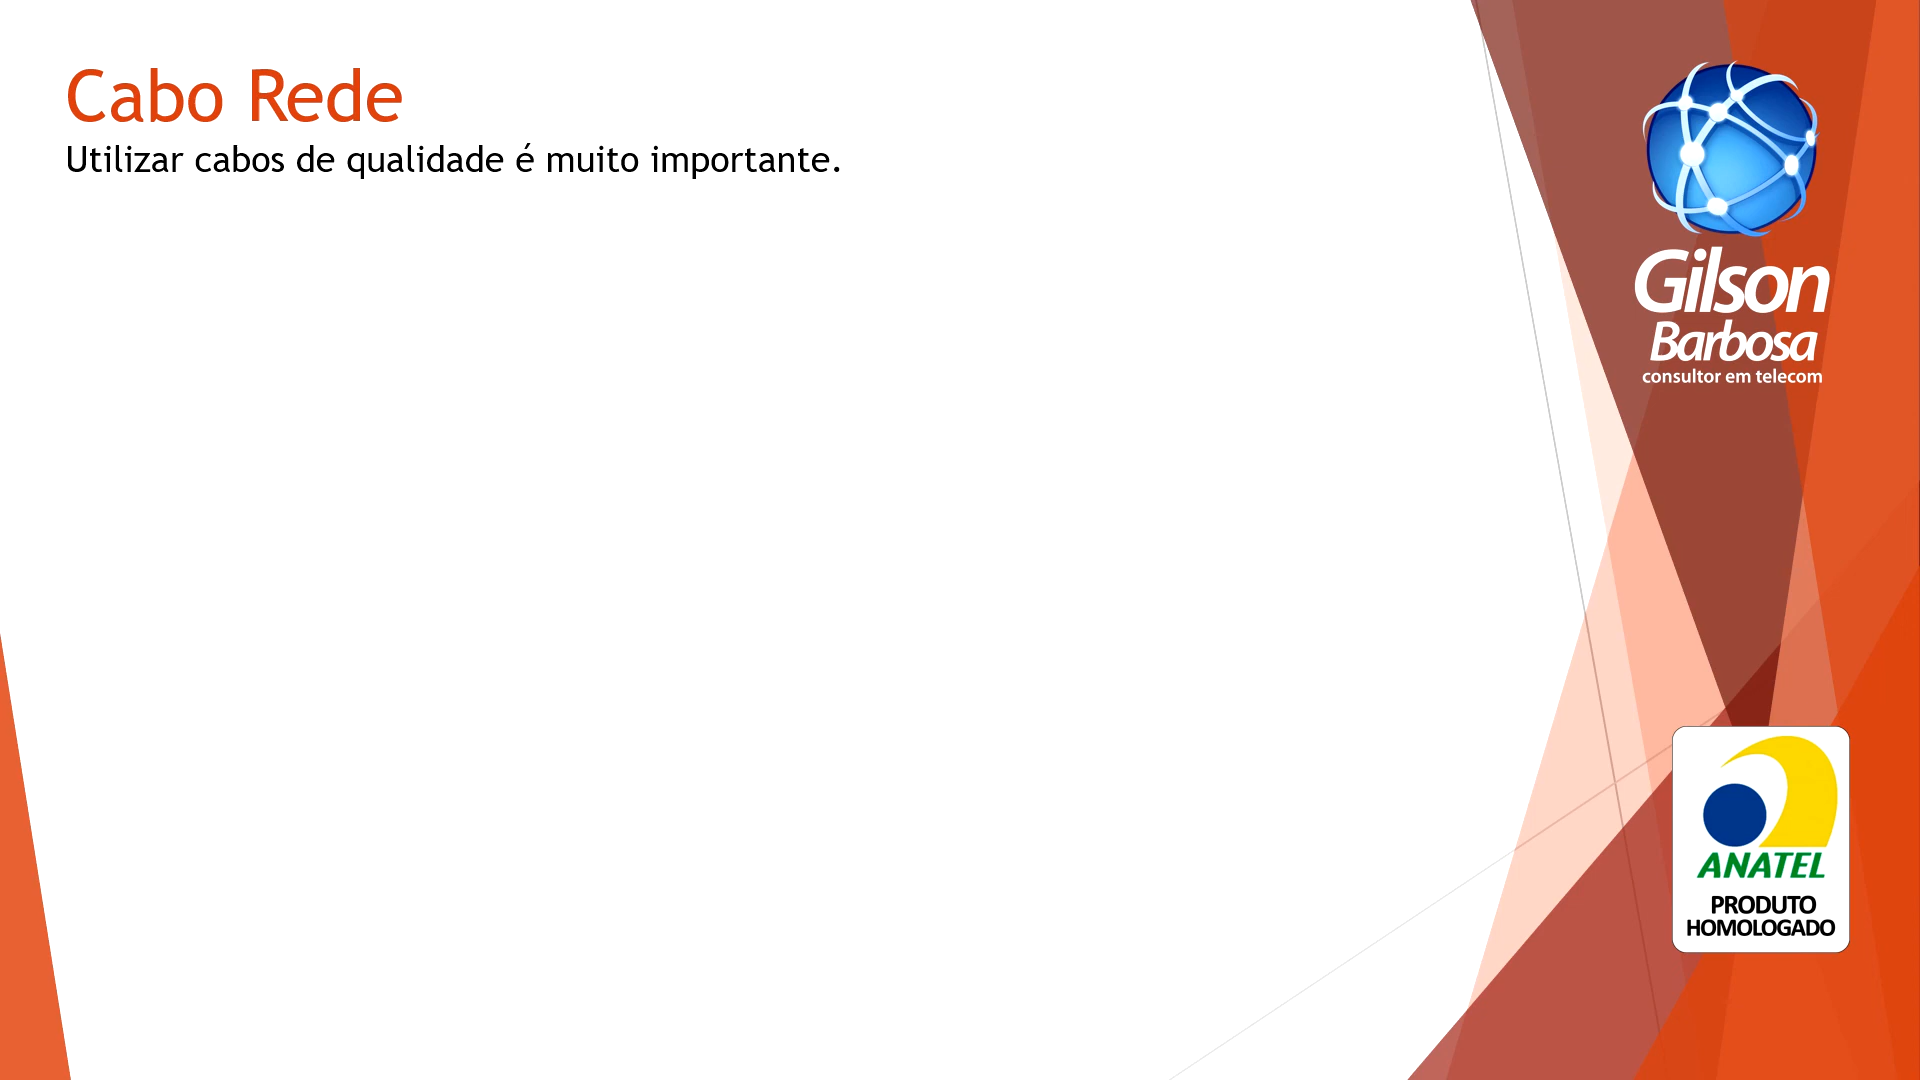 Cabo Rede
Utilizar cabos de qualidade é muito importante.
Gilson
Barbosa
consultor em telecom
ANATEL
PRODUTO
HOMOLOGADO